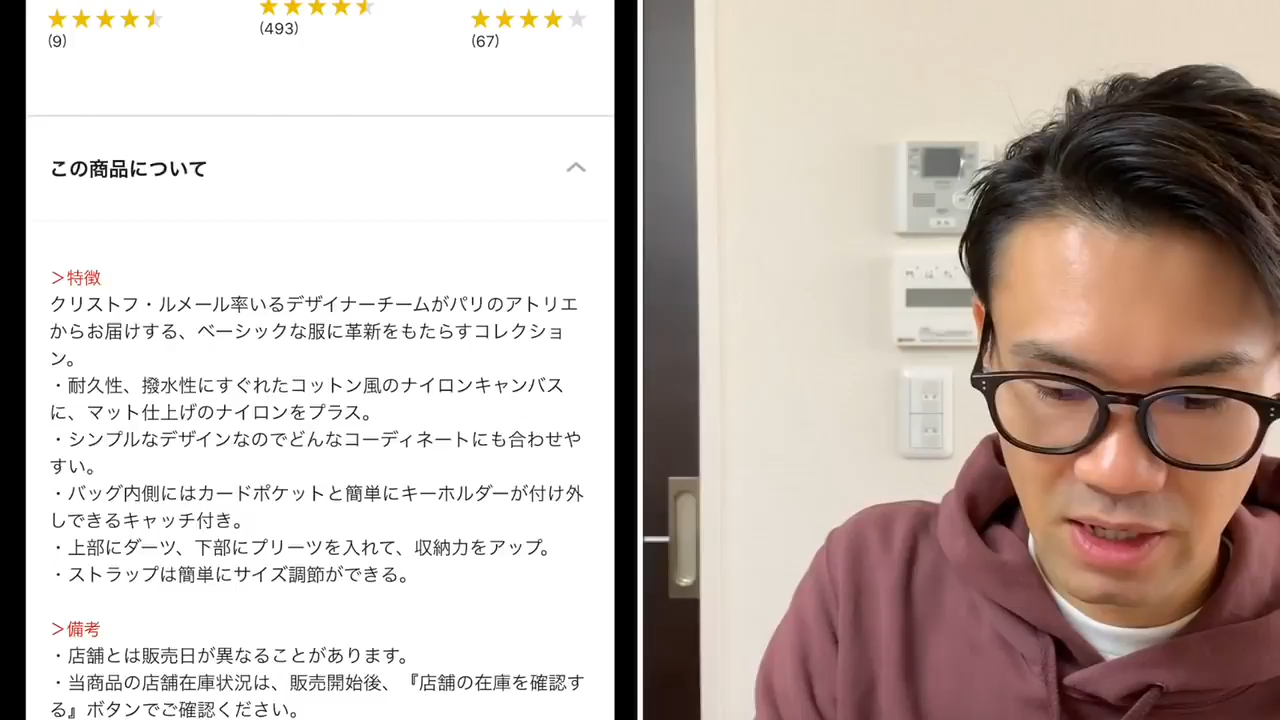 (9)
(493)
(67)
この商品について
＞特徴
クリストフ・ルメール率いるデザイナーチームがパリのアトリエ
からお届けする、ベーシックな服に革新をもたらすコレクショ
ン。
・耐久性、撥水性にすぐれたコットン風のナイロンキャンバス
に、マット仕上げのナイロンをプラス。
・シンプルなデザインなのでどんなコーディネートにも合わせや
すい。
・バッグ内側にはカードポケットと簡単にキーホルダーが付け外
しできるキャッチ付き。
・上部にダーツ、下部にプリーツを入れて、収納力をアップ。
・ストラップは簡単にサイズ調節ができる。
＞備考
・店舗とは販売日が異なることがあります。
・当商品の店舗在庫状況は、販売開始後、『店舗の在庫を確認す
る』ボタンでご確認ください。